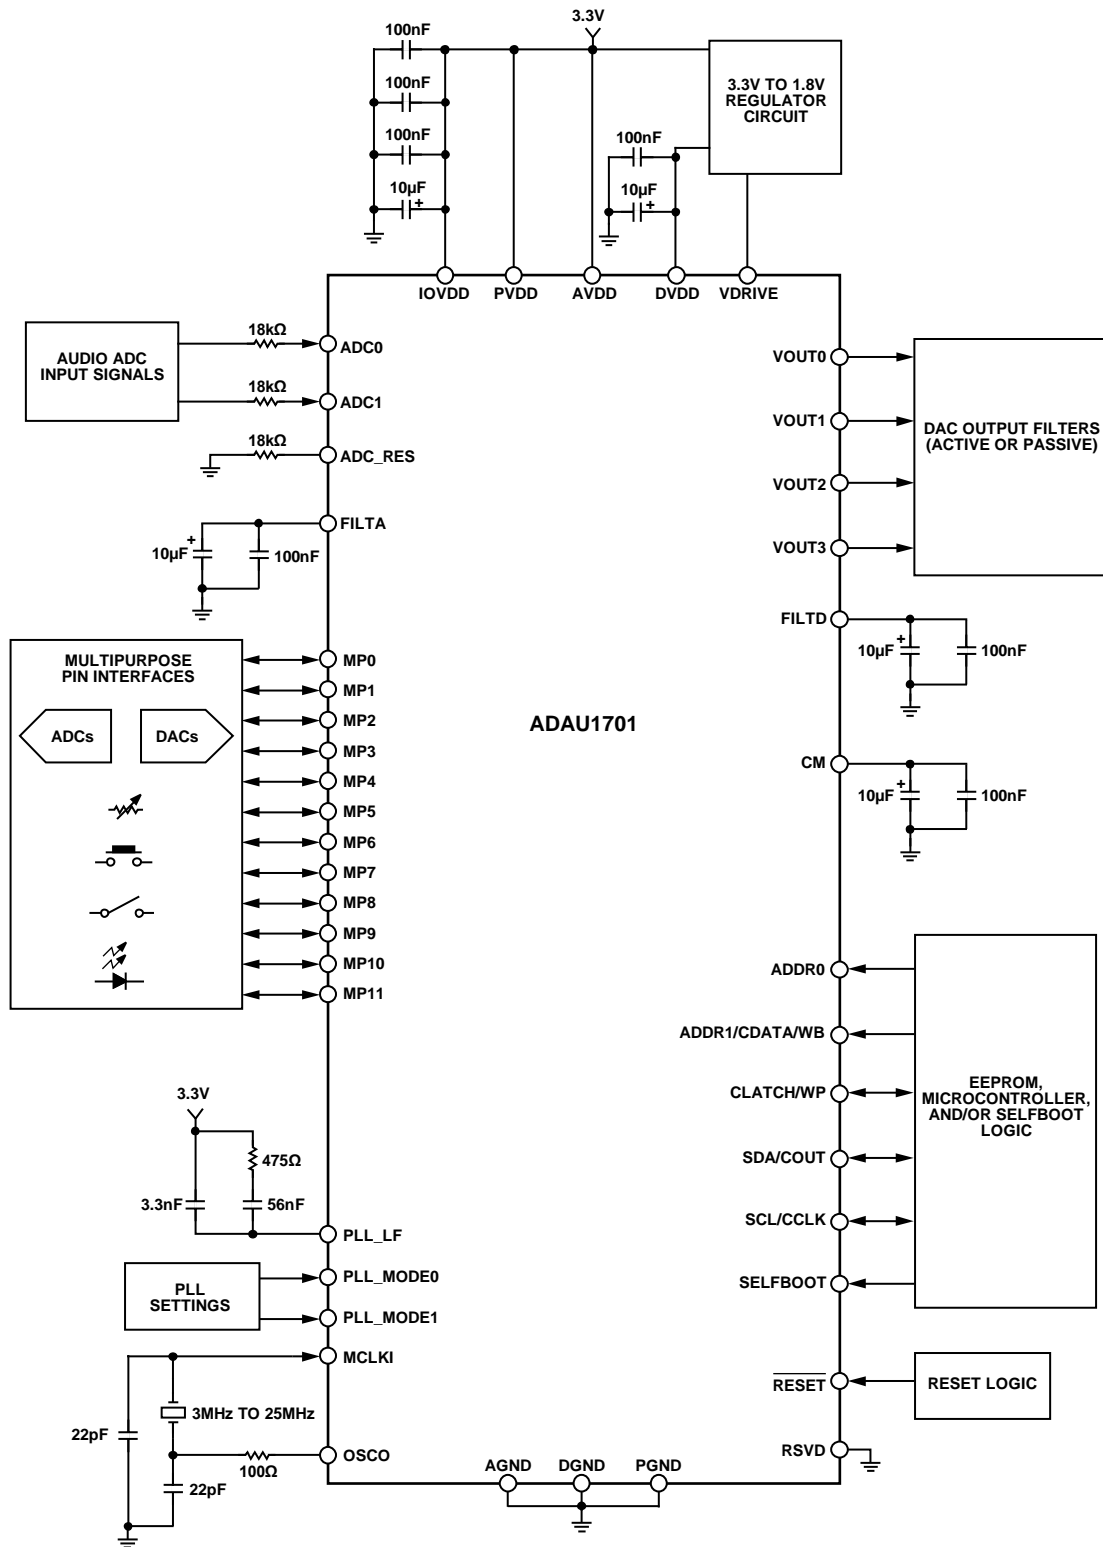 3.3V
100nF
100nF
100nF
10µF
100nF
10µF
3.3V TO 1.8V
REGULATOR
CIRCUIT
IOVDD
PVDD
AVDD
DVDD
VDRIVE
AUDIO ADC
INPUT SIGNALS
18kΩ
ADC0
18kΩ
ADC1
18kΩ
ADC_RES
FILTA
10µF
+
100nF
MULTIPURPOSE
PIN INTERFACES
ADCs
DACs
MP0
MP1
MP2
MP3
MP4
MP5
MP6
MP7
MP8
MP9
MP10
MP11
3.3V
475Ω
3.3nF
56nF
PLL_LF
PLL
SETTINGS
PLL_MODE0
PLL_MODE1
MCLKI
3MHz TO 25MHz
22pF
100Ω
OSCO
22pF
ADAU1701
VOUT0
VOUT1
VOUT2
VOUT3
DAC OUTPUT FILTERS
(ACTIVE OR PASSIVE)
FILTD
10µF
+
100nF
CM
10µF
+
100nF
ADDR0
ADDR1/CDATA/WB
CLATCH/WP
SDA/COUT
SCL/CCLK
SELFBOOT
EEPROM,
MICROCONTROLLER,
AND/OR SELFBOOT
LOGIC
RESET
RESET LOGIC
RSVD
AGND
DGND
PGND